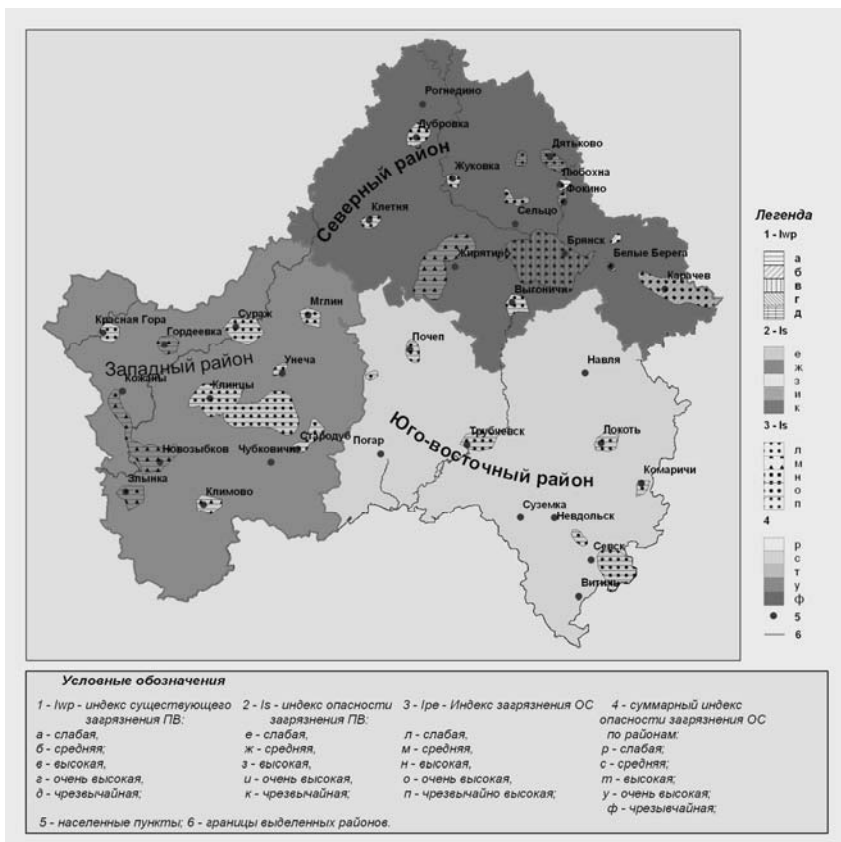 Рогнедино
Дубровка
Дятьково
Жуковка
Любохна
Фокино
Северный район
Клетня
Сельцо
Брянск
Белые Берега
Жирятино
Карачев
Выгоничи
Мглин
Сураж
Красная Гора
Гордеевка
Почеп
Навля
Западный район
Унеча
Кожаны
Клинцы
Стародуб
Трубчевск
Локоть
Юго-восточный район
Новозыбков
Чубковичи
Погар
Злынка
Климово
Комаричи
Суземка
Невдольск
Севск
Витичь
Легенда
1 - Iwp
а
б
в
г
д
2 - Is
е
ж
з
и
к
3 - Is
л
м
н
о
п
4
р
с
т
у
ф
5
6
Условные обозначения
1 - Iwp - индекс существующего
загрязнения ПВ:
а - слабая,
б - средняя;
в - высокая,
г - очень высокая,
д - чрезвычайная;
2 - Is - индекс опасности
загрязнения ПВ:
е - слабая,
ж - средняя,
з - высокая,
и - очень высокая,
к - чрезвычайная;
3 - Ipe - Индекс загрязнения ОС
л - слабая,
м - средняя,
н - высокая,
о - очень высокая,
п - чрезвычайно высокая;
4 - суммарный индекс
опасности загрязнения ОС
по районам:
р - слабая;
с - средняя;
т - высокая;
у - очень высокая;
ф - чрезывчайная;
5 - населенные пункты; 6 - границы выделенных районов.